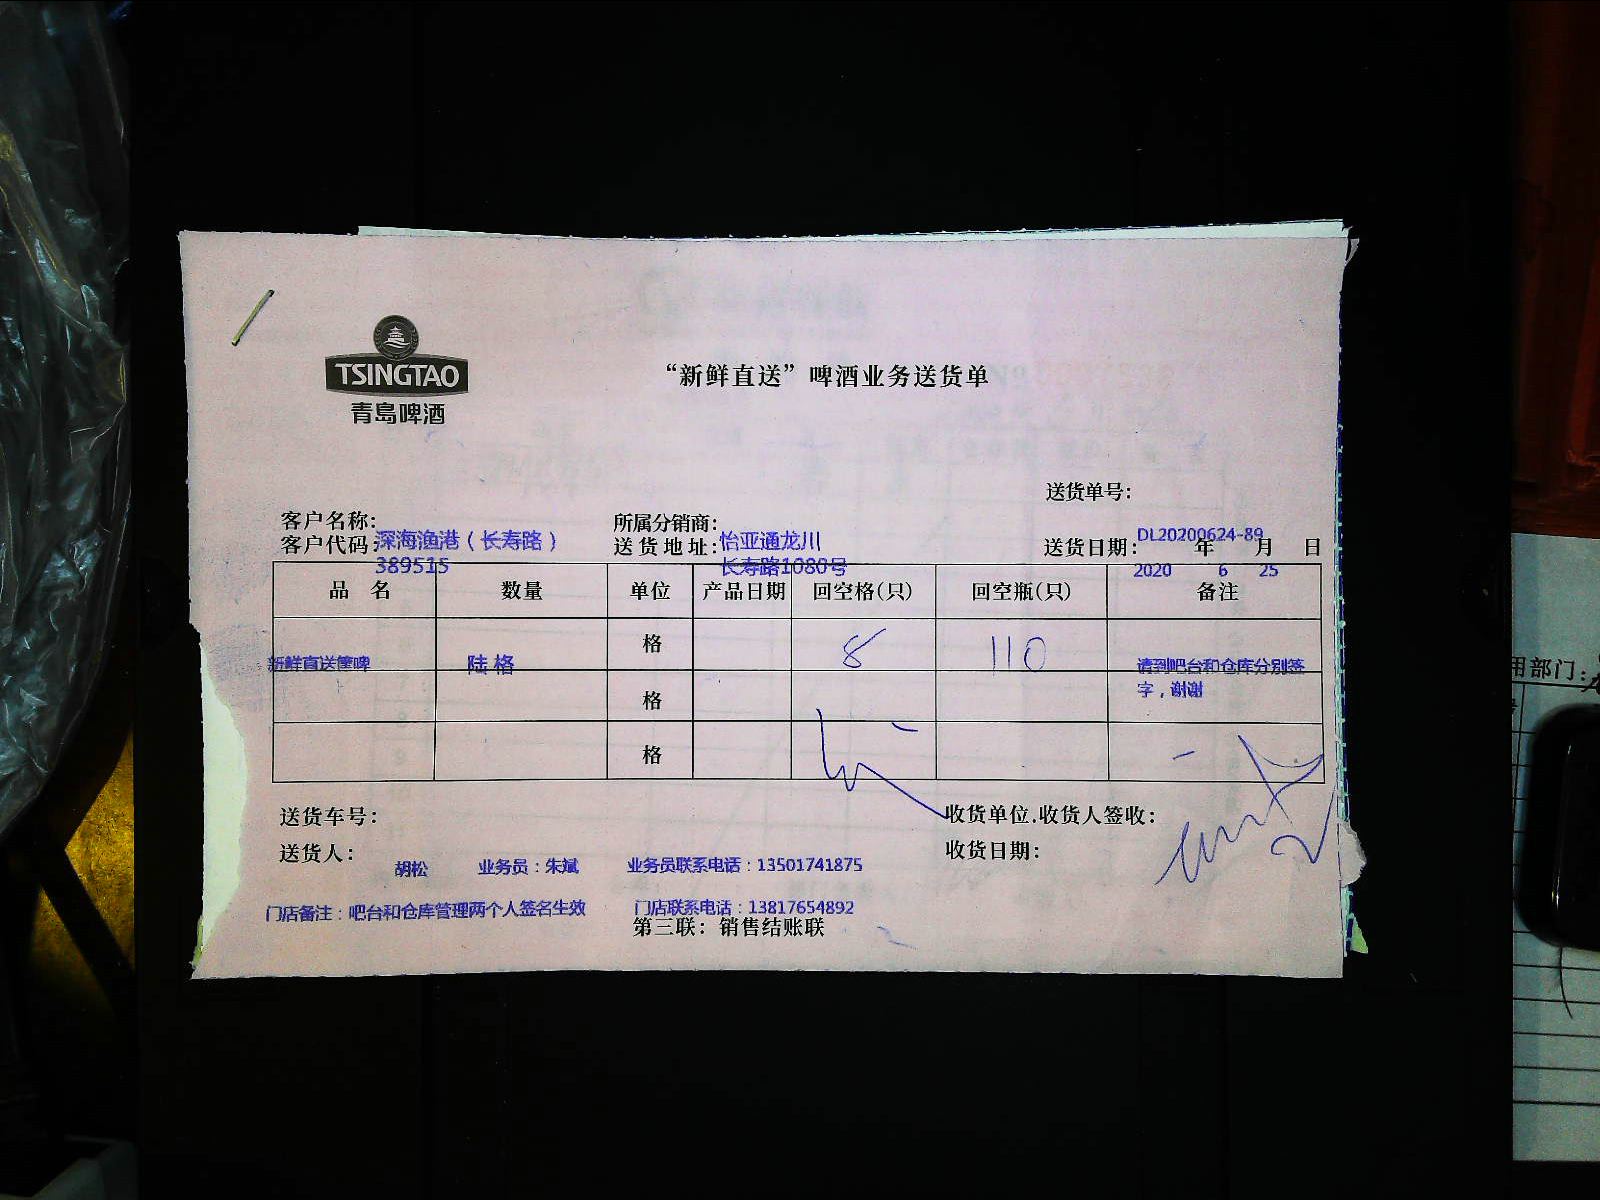 TSINGTAO
青島啤酒
“新鲜直送”啤酒业务送货单
送货单号:
DL20200624-89
客户名称: 深海渔港（长寿路）
所属分销商: 怡亚通龙川
客户代码: 389515
送货地址: 长寿路1080号
送货日期: 2020 年 6 月 25 日
品 名 数量 单位 产品日期 回空格(只) 回空瓶(只) 备注
新鲜直送筐啤 陆格 格 8 110 请到吧台和仓库分别签
字，谢谢
格
格
送货车号:
收货单位.收货人签收:
送货人: 胡松 业务员：朱斌 业务员联系电话：13501741875
收货日期:
门店备注：吧台和仓库管理两个人签名生效 门店联系电话：13817654892
第三联: 销售结账联
用部门: